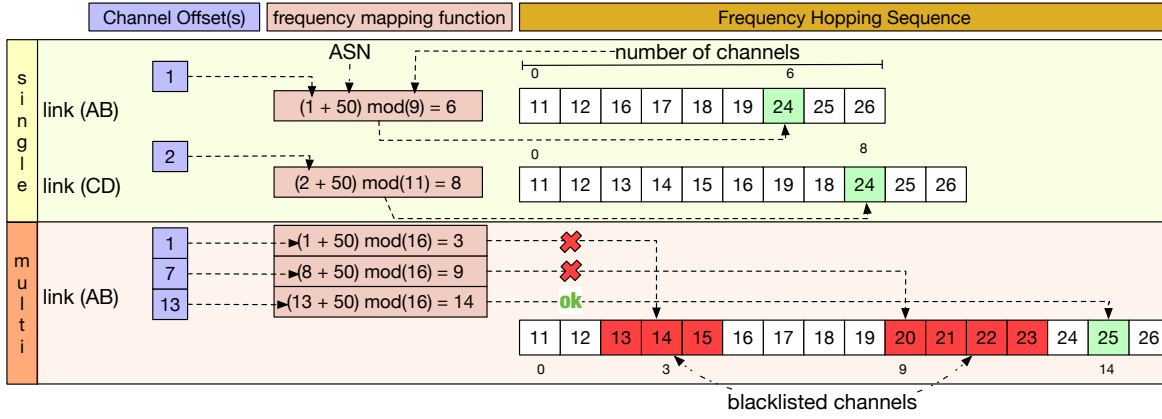 Channel Offset(s) frequency mapping function Frequency Hopping Sequence
single
ASN number of channels
1 0 6
link (AB) (1 + 50) mod(9) = 6 11 12 16 17 18 19 24 25 26
2 0 8
link (CD) (2 + 50) mod(11) = 8 11 12 13 14 15 16 19 18 24 25 26
multi
1 (1 + 50) mod(16) = 3
7 (8 + 50) mod(16) = 9
link (AB)
13 (13 + 50) mod(16) = 14 ok
11 12 13 14 15 16 17 18 19 20 21 22 23 24 25 26
0 3 9 14
blacklisted channels